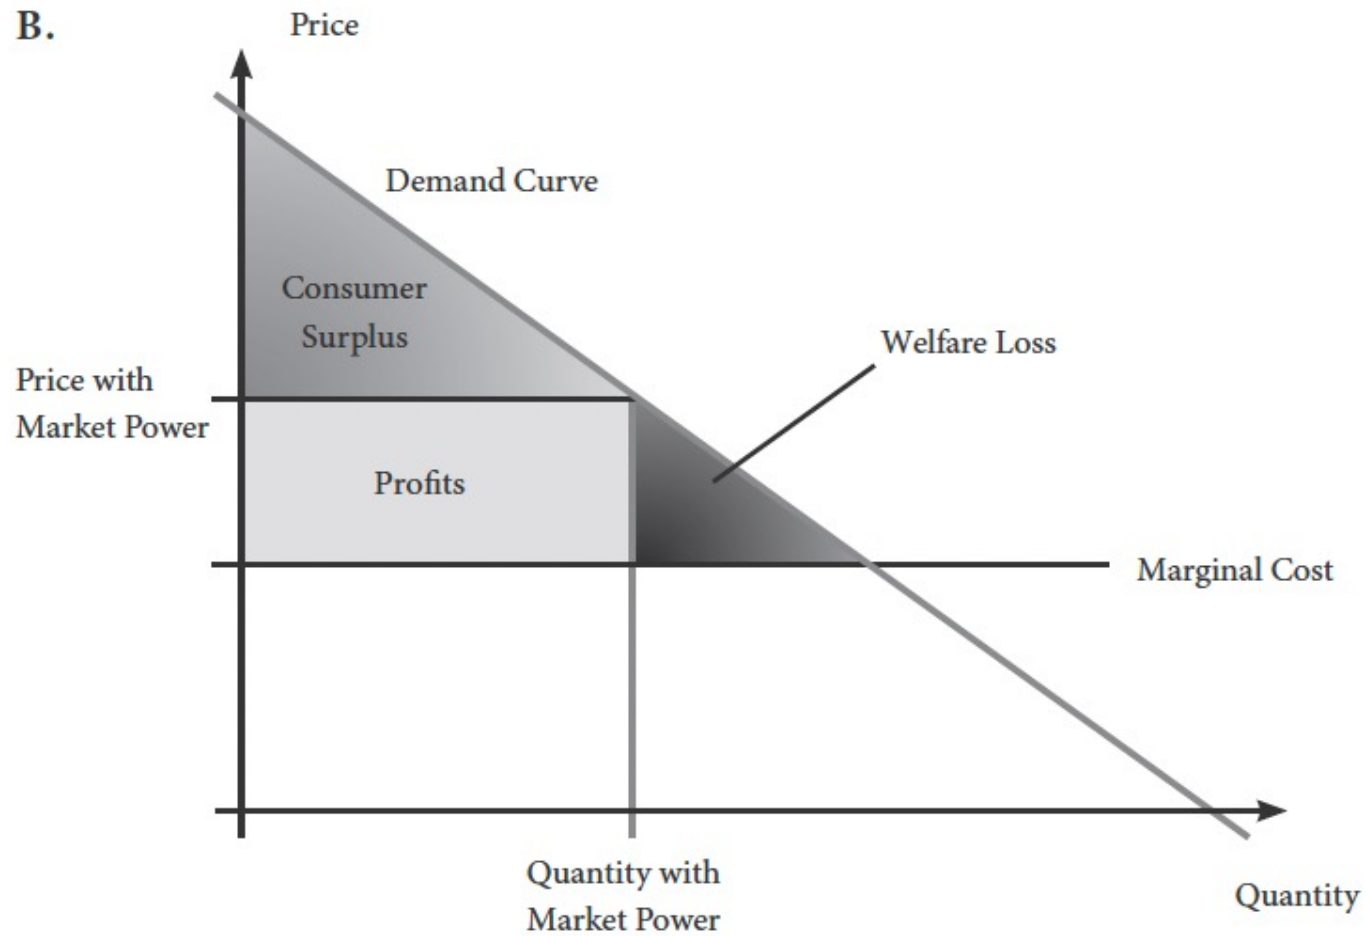 B.
Price
Demand Curve
Consumer
Surplus
Welfare Loss
Price with
Market Power
Profits
Marginal Cost
Quantity with
Market Power
Quantity